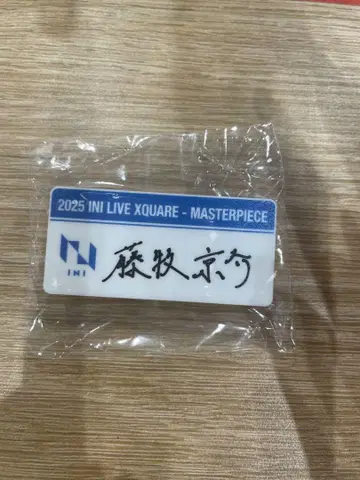 2025 INI LIVE XQUARE - MASTERPIECE
INI
藤牧京介